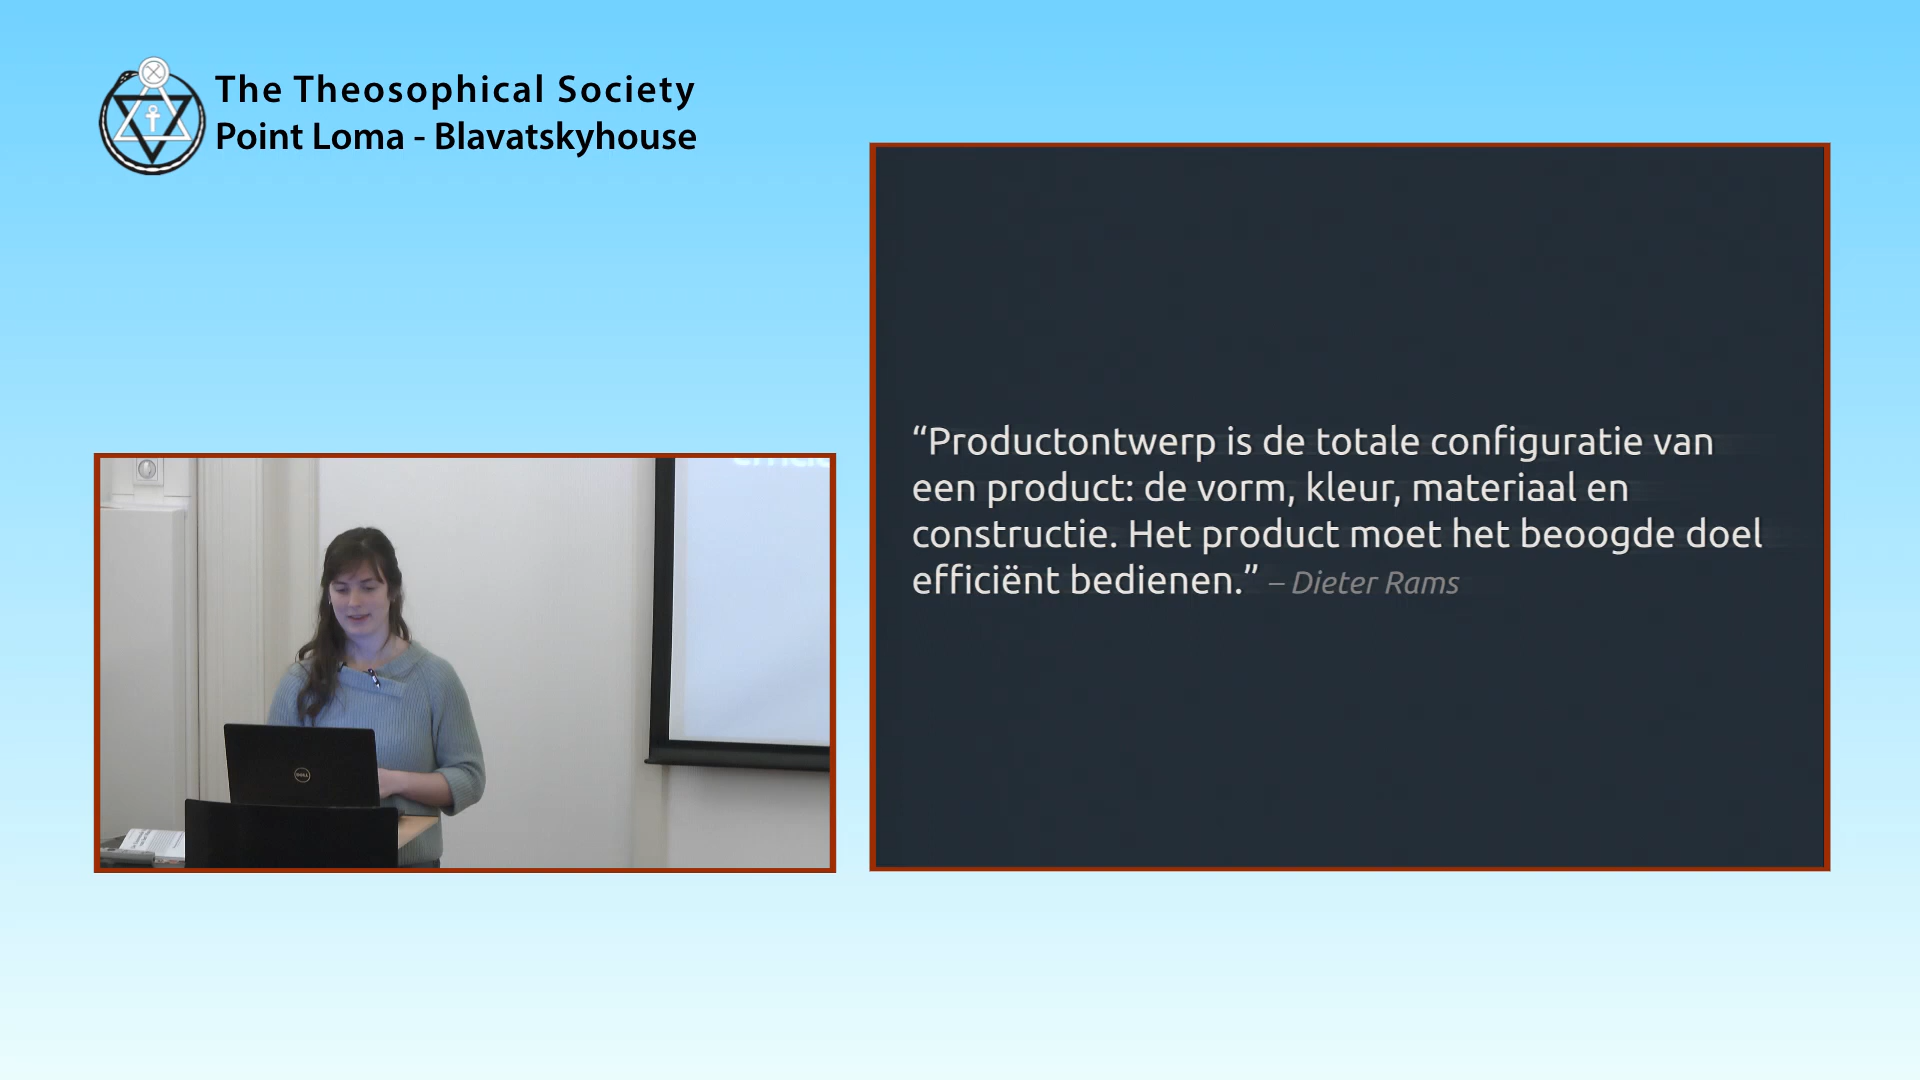 The Theosophical Society
Point Loma - Blavatskyhouse
“Productontwerp is de totale configuratie van
een product: de vorm, kleur, materiaal en
constructie. Het product moet het beoogde doel
efficiënt bedienen.” – Dieter Rams
DELL